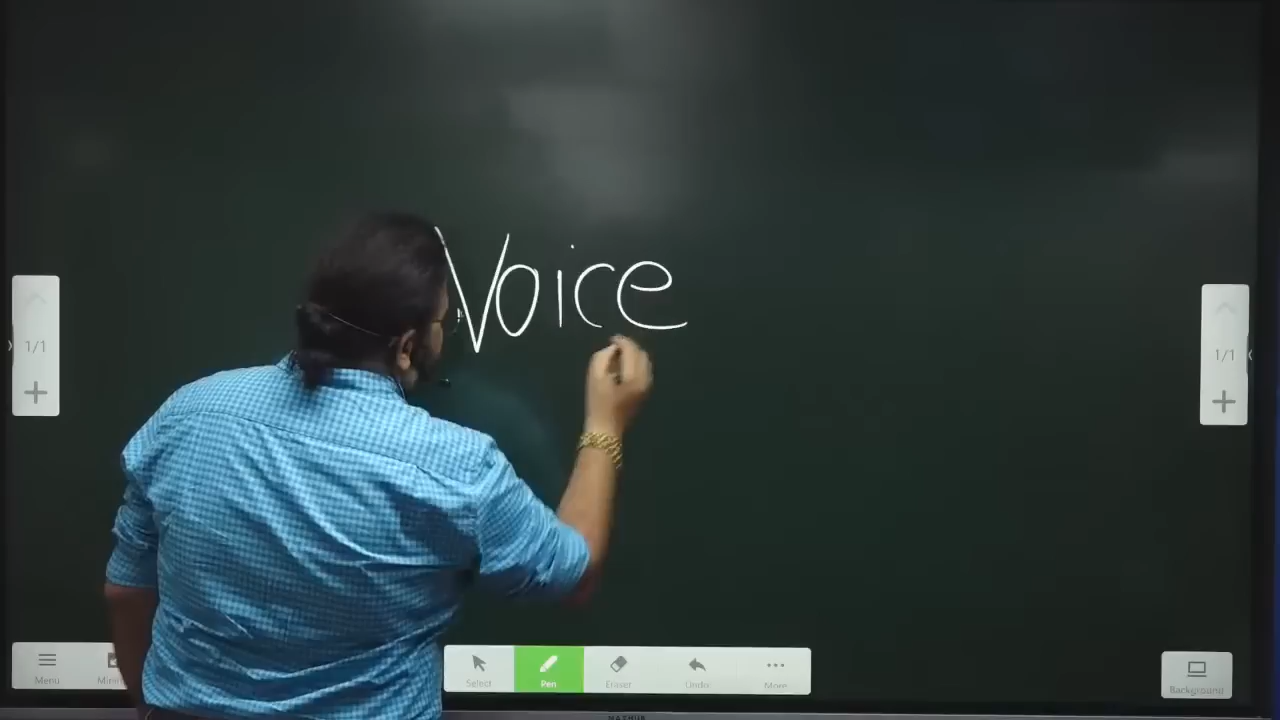 Voice
1/1
1/1
Menu
Select
Pen
Eraser
Undo
More
Background